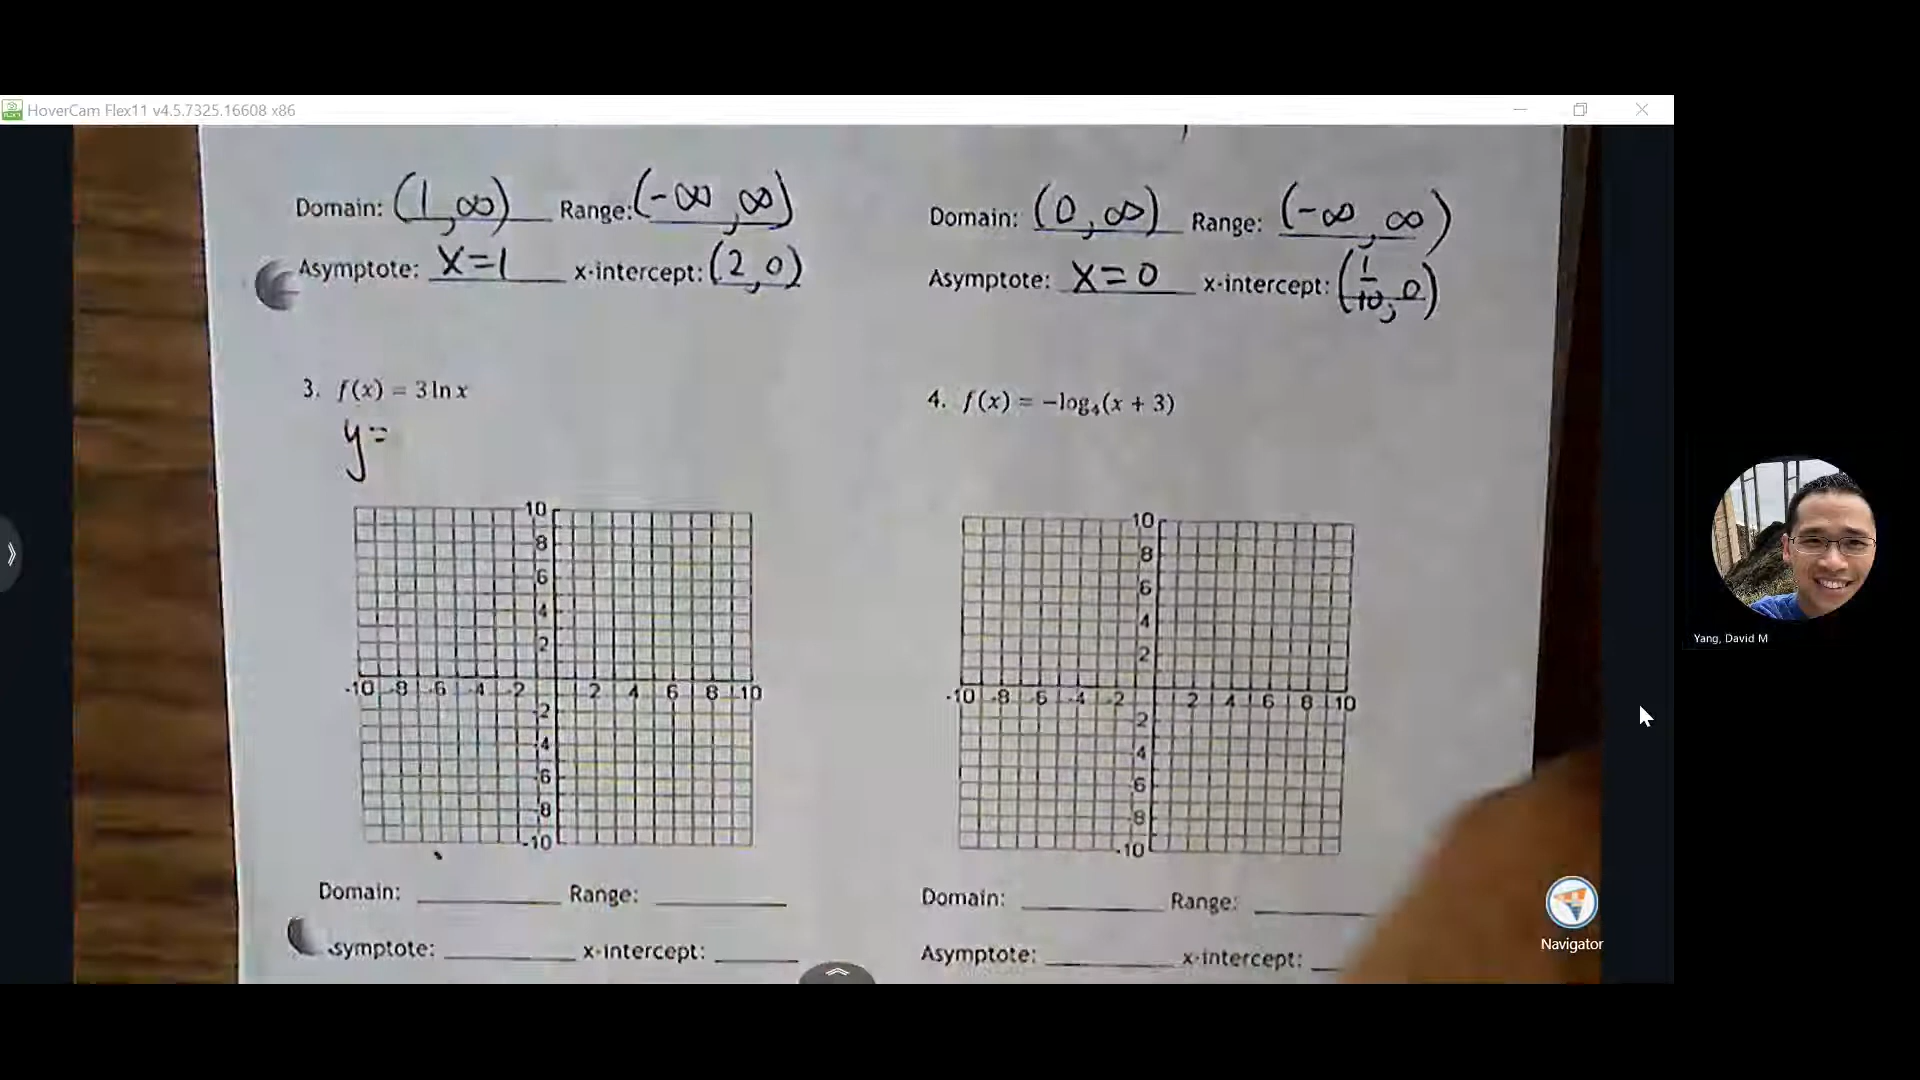 HoverCam Flex11 v4.5.7325.16608 x86
Domain: (1,∞) Range: (-∞,∞)
Asymptote: x=1 x-intercept: (2,0)
Domain: (0,∞) Range: (-∞,∞)
Asymptote: x=0 x-intercept: (1/10,0)
3. f(x) = 3 ln x
y=
4. f(x) = −log₄(x + 3)
10
8
6
4
2
-10 -8 -6 -4 -2 2 4 6 8 10
-2
-4
-6
-8
-10
10
8
6
4
2
-10 -8 -6 -4 -2 2 4 6 8 10
-2
-4
-6
-8
-10
Domain: Range:
symptote: x-intercept:
Domain: Range:
Asymptote: x-intercept:
Navigator
Yang, David M